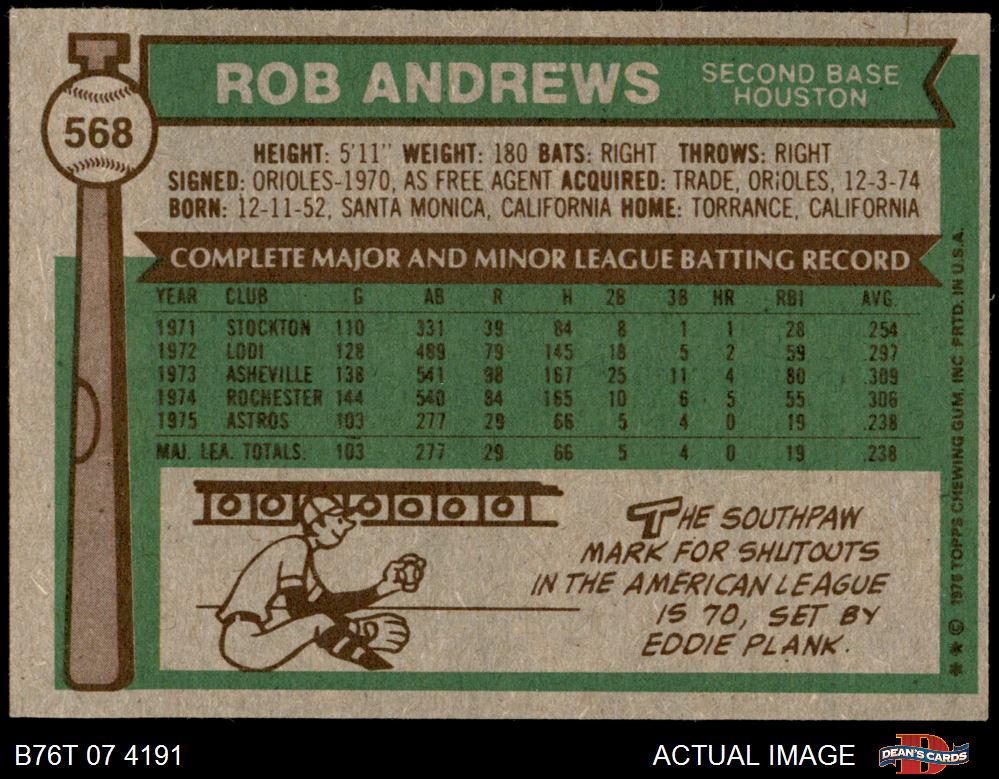 568
ROB ANDREWS
SECOND BASE
HOUSTON
HEIGHT: 5'11" WEIGHT: 180 BATS: RIGHT THROWS: RIGHT
SIGNED: ORIOLES-1970, AS FREE AGENT ACQUIRED: TRADE, ORIOLES, 12-3-74
BORN: 12-11-52, SANTA MONICA, CALIFORNIA HOME: TORRANCE, CALIFORNIA
COMPLETE MAJOR AND MINOR LEAGUE BATTING RECORD
YEAR CLUB G AB R H 2B 3B HR RBI AVG.
1971 STOCKTON 110 331 39 84 8 1 1 28 .254
1972 LODI 128 489 79 145 18 5 2 59 .297
1973 ASHEVILLE 138 541 98 167 25 11 4 80 .309
1974 ROCHESTER 144 540 84 165 10 6 5 55 .306
1975 ASTROS 103 277 29 66 5 4 0 19 .238
MAJ. LEA. TOTALS: 103 277 29 66 5 4 0 19 .238
0 0 0 0 0 0
THE SOUTHPAW
MARK FOR SHUTOUTS
IN THE AMERICAN LEAGUE
IS 70, SET BY
EDDIE PLANK.
** © 1976 TOPPS CHEWING GUM, INC. PRTD. IN U.S.A.
B76T 07 4191
ACTUAL IMAGE
DEAN'S CARDS